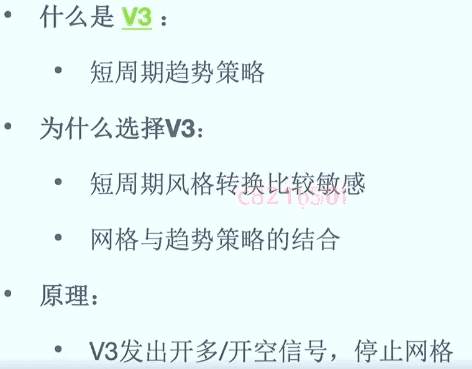 什么是 V3 ：
短周期趋势策略
为什么选择V3：
短周期风格转换比较敏感
网格与趋势策略的结合
原理：
V3发出开多/开空信号，停止网格